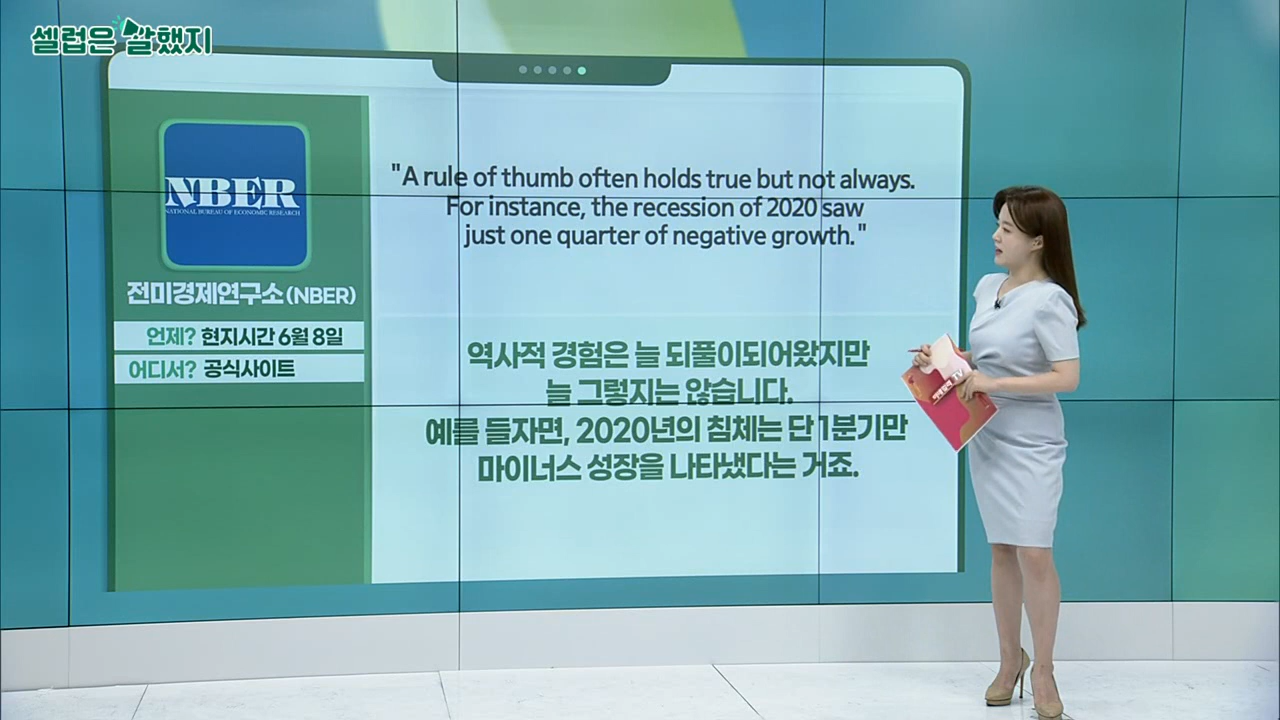 셀럽은 말했지
NBER
NATIONAL BUREAU OF ECONOMIC RESEARCH
전미경제연구소(NBER)
언제? 현지시간 6월 8일
어디서? 공식사이트
"A rule of thumb often holds true but not always.
For instance, the recession of 2020 saw
just one quarter of negative growth."
역사적 경험은 늘 되풀이되어왔지만
늘 그렇지는 않습니다.
예를 들자면, 2020년의 침체는 단 1분기만
마이너스 성장을 나타냈다는 거죠.